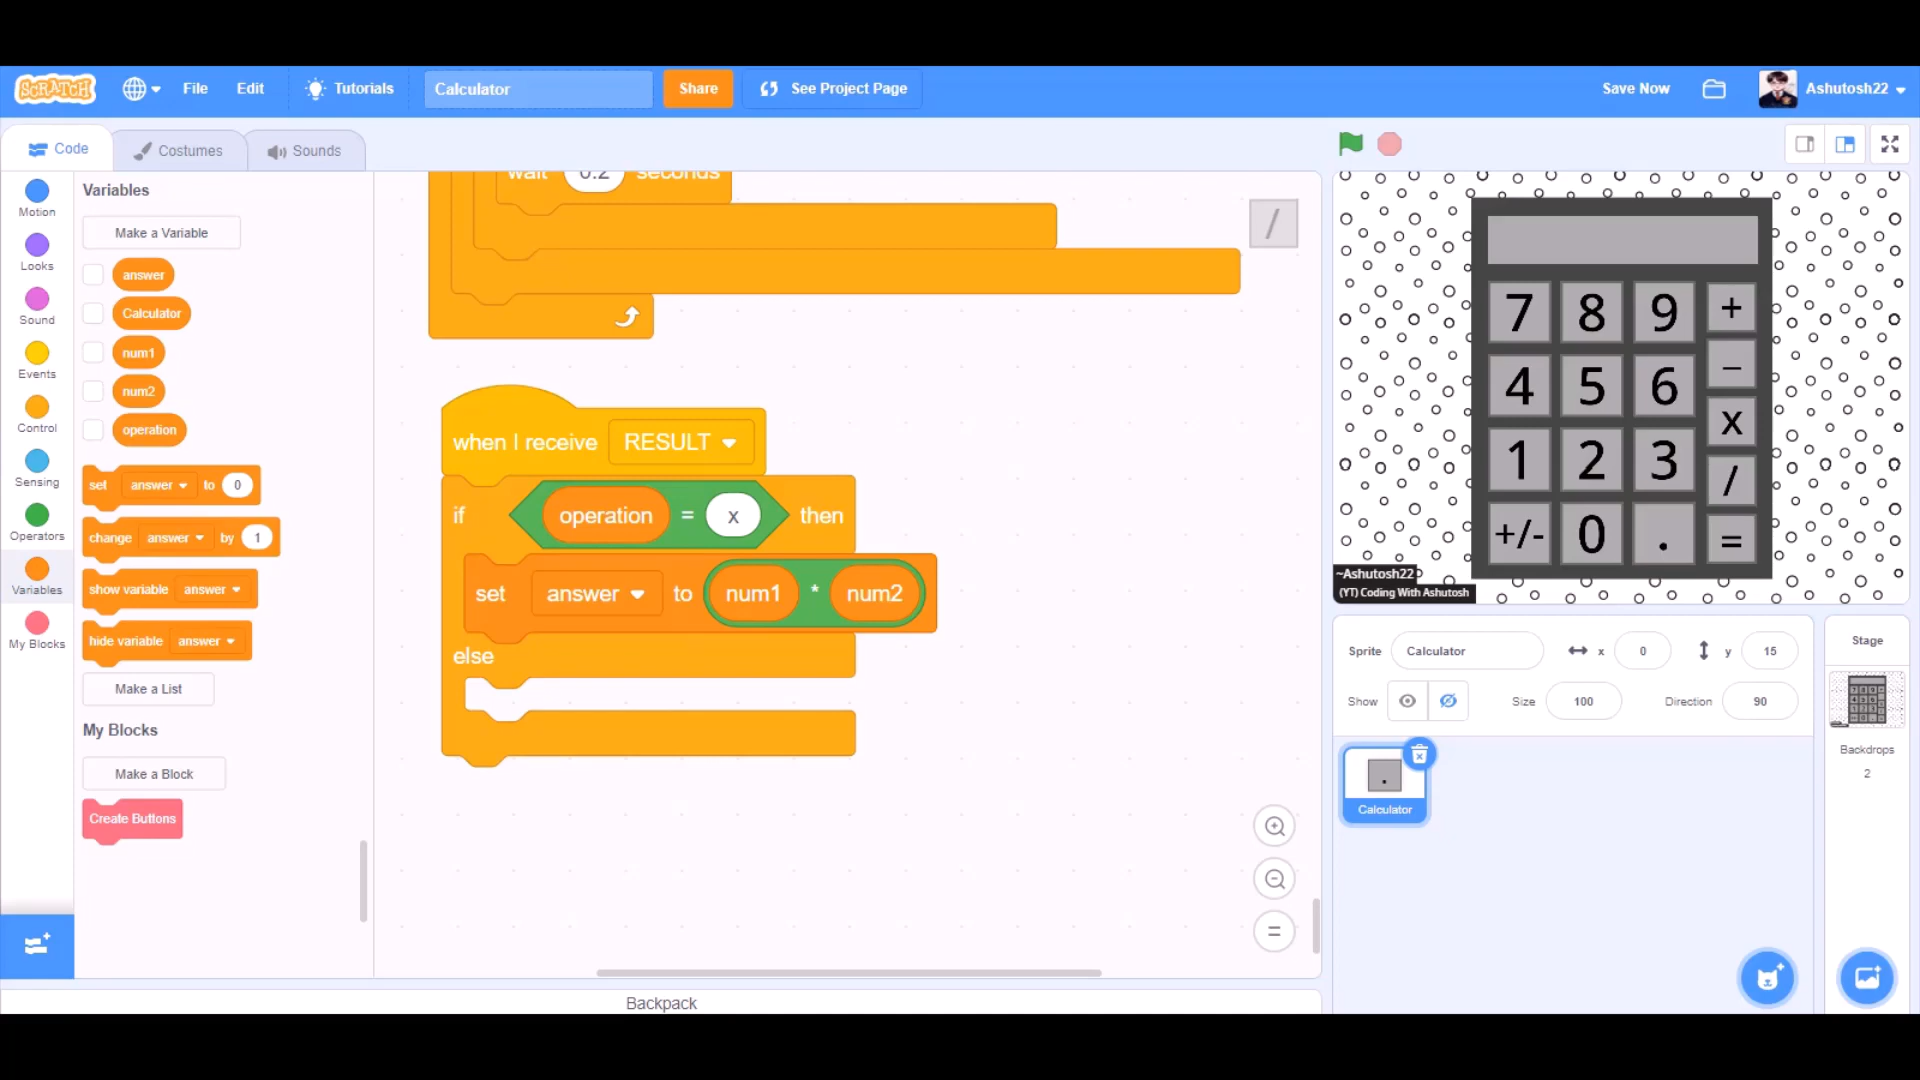 SCRATCH
File
Edit
Tutorials
Calculator
Share
See Project Page
Save Now
Ashutosh22
Code
Costumes
Sounds
Motion
Looks
Sound
Events
Control
Sensing
Operators
Variables
My Blocks
Variables
Make a Variable
answer
Calculator
num1
num2
operation
set answer to 0
change answer by 1
show variable answer
hide variable answer
Make a List
My Blocks
Make a Block
Create Buttons
wait 0.2 seconds
/
when I receive RESULT
if operation = x then
set answer to num1 * num2
else
=
Backpack
7 8 9 +
4 5 6 −
1 2 3 x
/
+/- 0 . =
~Ashutosh22
(YT) Coding With Ashutosh
Sprite Calculator x 0 y 15
Show Size 100 Direction 90
.
Calculator
Stage
Backdrops
2